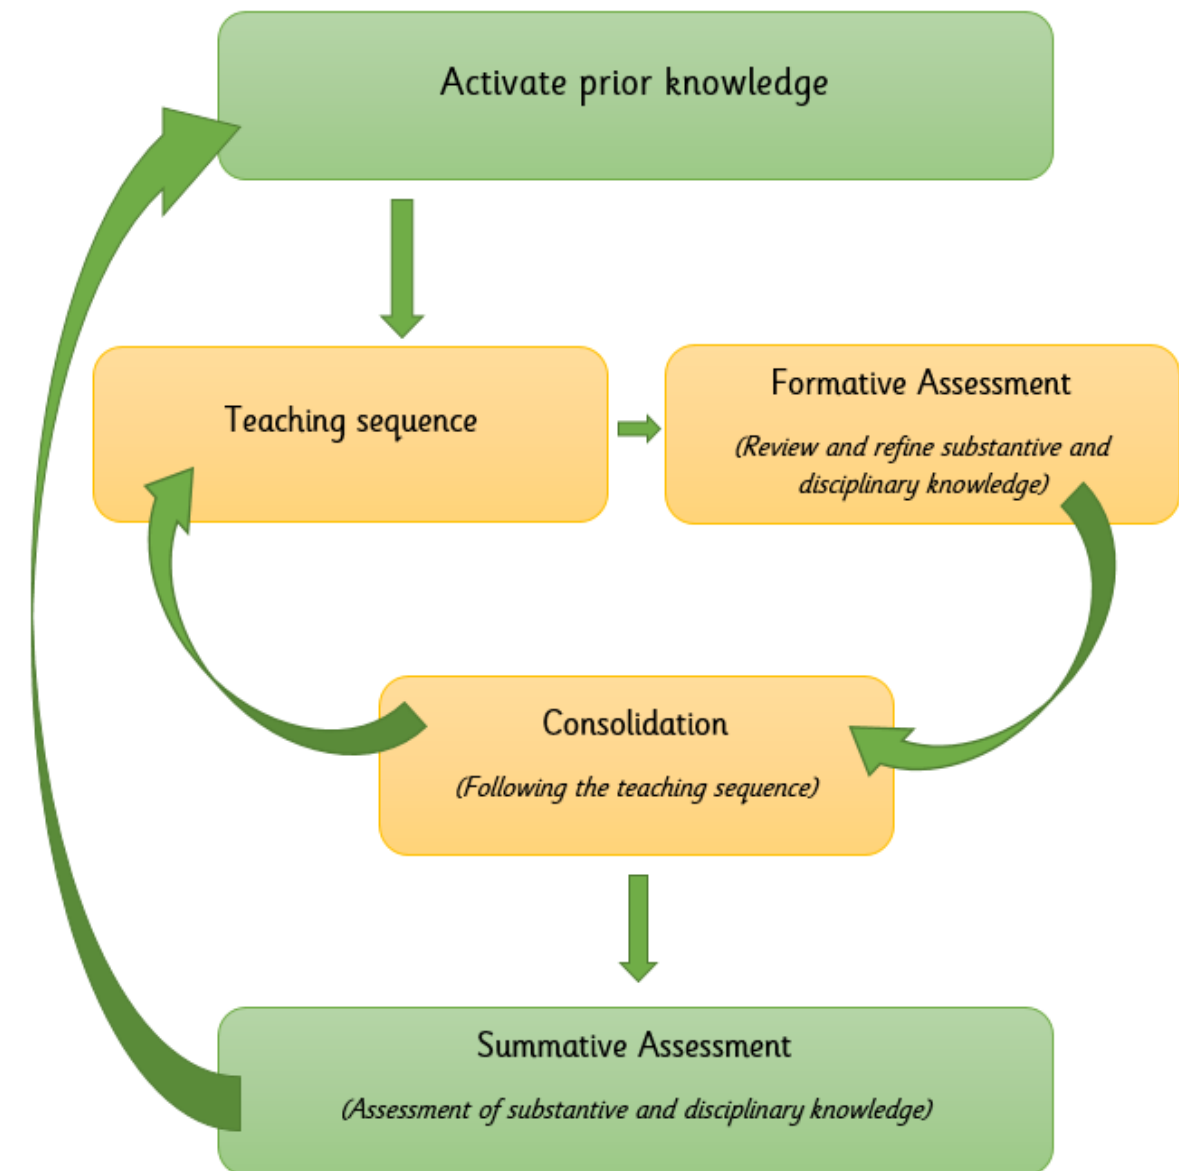 Activate prior knowledge
Teaching sequence
Formative Assessment
(Review and refine substantive and
disciplinary knowledge)
Consolidation
(Following the teaching sequence)
Summative Assessment
(Assessment of substantive and disciplinary knowledge)